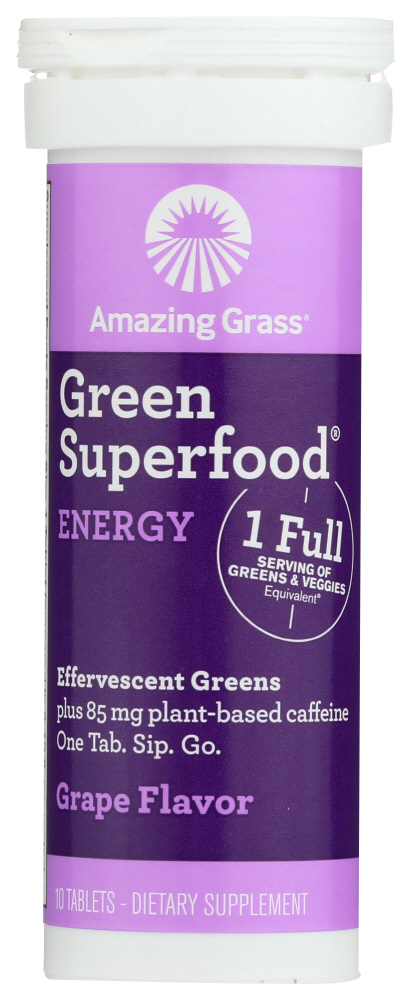 Amazing Grass®
Green
Superfood®
ENERGY
1 Full
SERVING OF
GREENS & VEGGIES
Equivalent*
Effervescent Greens
plus 85 mg plant-based caffeine
One Tab. Sip. Go.
Grape Flavor
10 TABLETS - DIETARY SUPPLEMENT